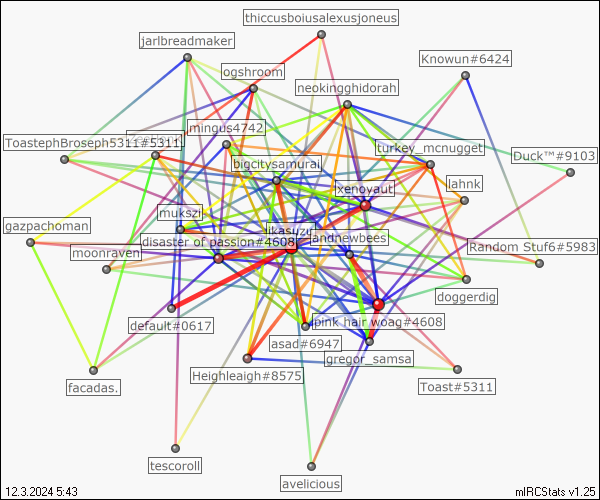 thiccusboiusalexusjoneus
jarlbreadmaker
Knowun#6424
ogshroom
neokingghidorah
mingus4742
ToastephBroseph5311#5311
turkey_mcnugget
Duck™#9103
bigcitysamurai
xenoyaut
lahnk
mukszi
gazpachoman
ikasuzu
andnewbees
disaster of passion#4608
Random Stuf6#5983
moonraven
doggerdig
default#0617
pink hair woag#4608
asad#6947
gregor_samsa
Heighleaigh#8575
facadas.
Toast#5311
tescoroll
avelicious
12.3.2024 5:43
mIRCStats v1.25